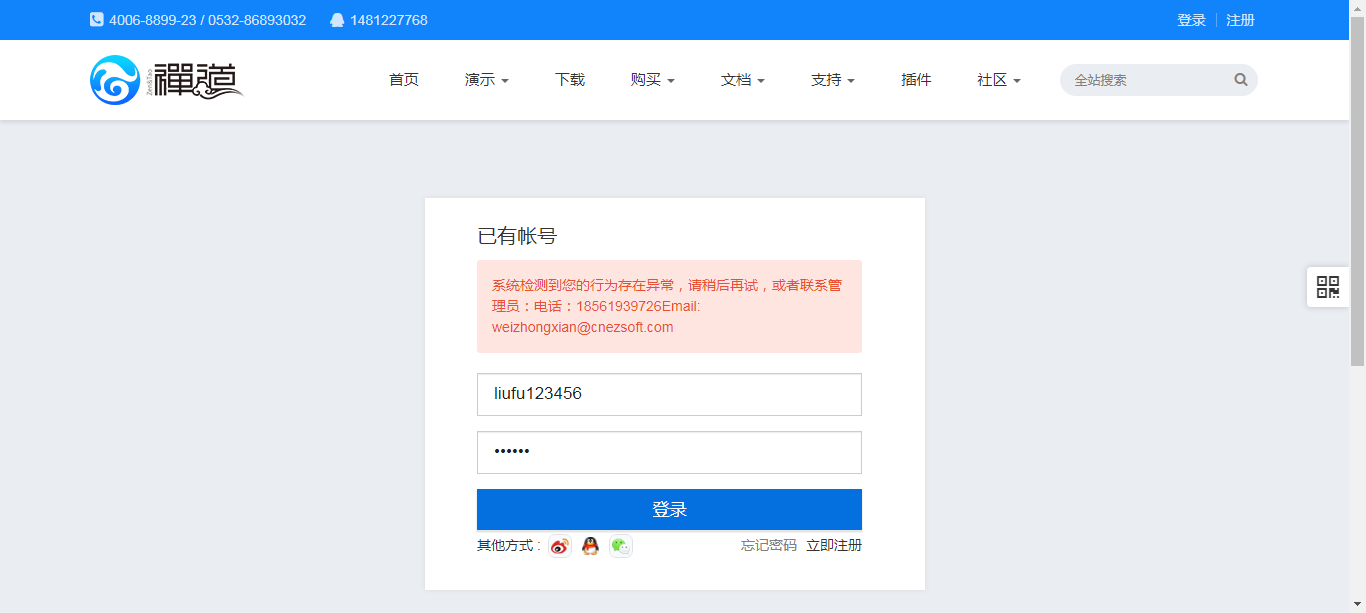 4006-8899-23 / 0532-86893032 1481227768 登录 注册
Zen&Tao 禪道 首页 演示 下载 购买 文档 支持 插件 社区 全站搜索
已有帐号
系统检测到您的行为存在异常，请稍后再试，或者联系管
理员：电话：18561939726Email:
weizhongxian@cnezsoft.com
liufu123456
••••••
登录
其他方式： 忘记密码 立即注册